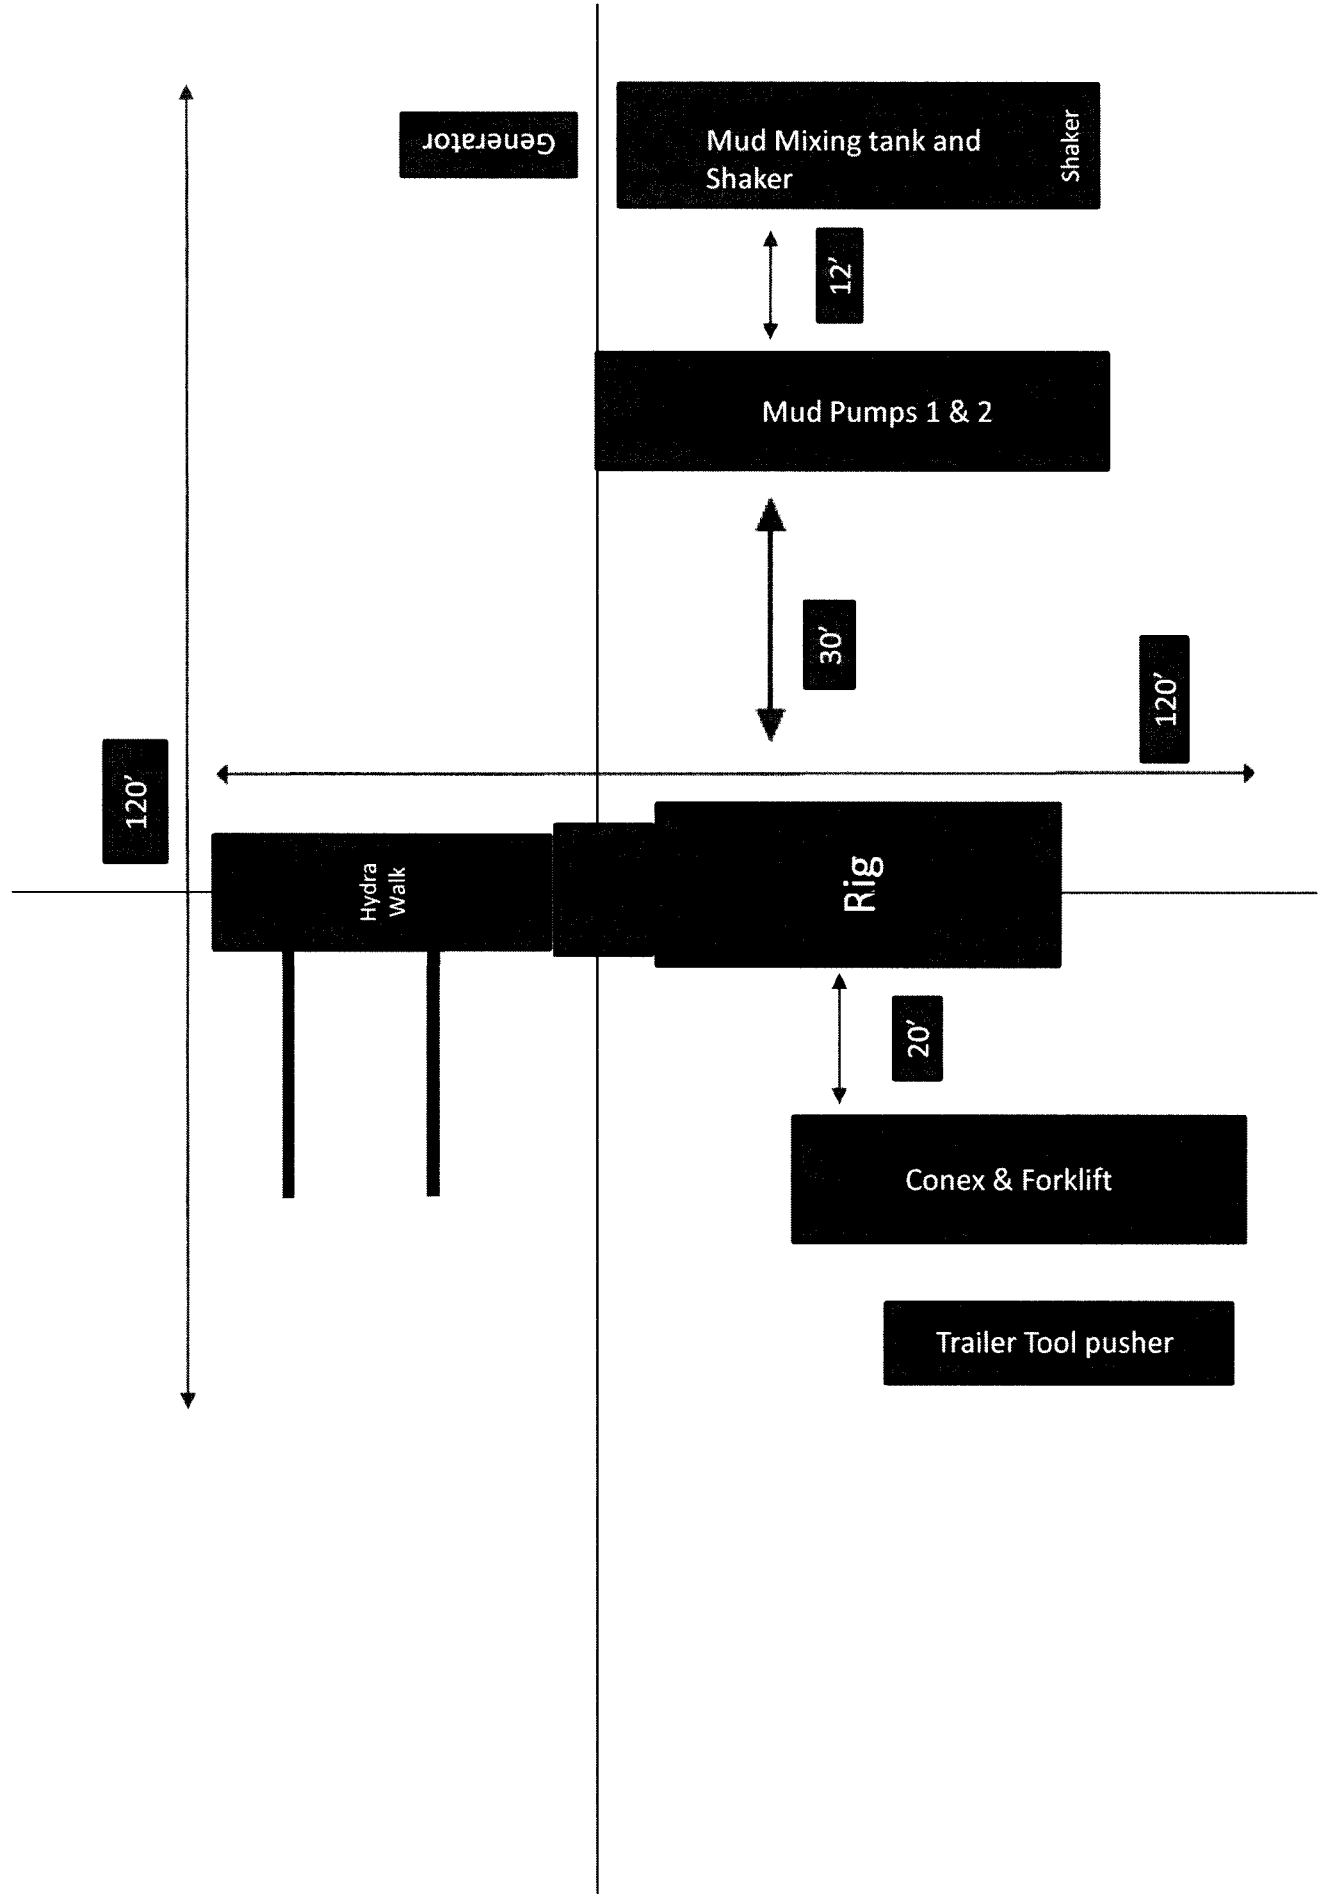 Generator
Mud Mixing tank and
Shaker
Shaker
12’
Mud Pumps 1 & 2
30’
120’
120’
Hydra
Walk
Rig
20’
Conex & Forklift
Trailer Tool pusher